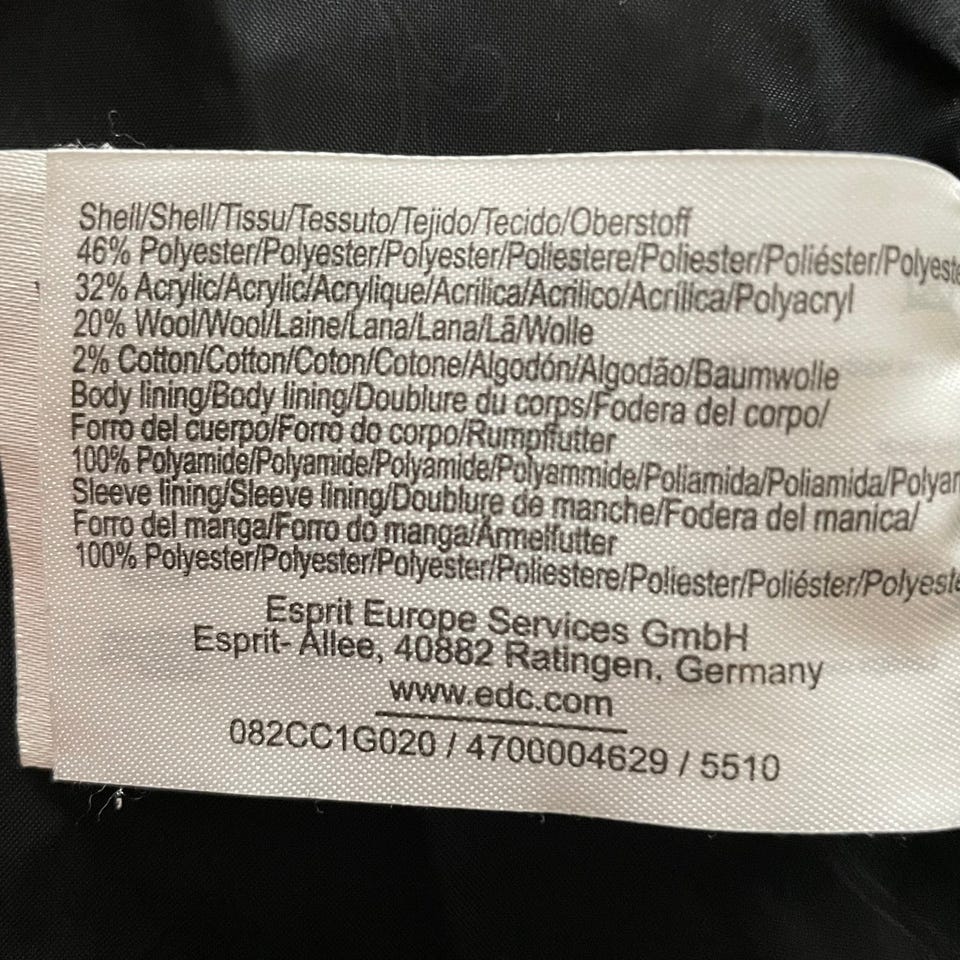 Shell/Shell/Tissu/Tessuto/Tejido/Tecido/Oberstoff
46% Polyester/Polyester/Polyester/Poliestere/Poliester/Poliéster/Polyeste
32% Acrylic/Acrylic/Acrylique/Acrilica/Acrilico/Acrílica/Polyacryl
20% Wool/Wool/Laine/Lana/Lana/Lã/Wolle
2% Cotton/Cotton/Coton/Cotone/Algodón/Algodão/Baumwolle
Body lining/Body lining/Doublure du corps/Fodera del corpo/
Forro del cuerpo/Forro do corpo/Rumpffutter
100% Polyamide/Polyamide/Polyamide/Polyammide/Poliamida/Poliamida/Polyam
Sleeve lining/Sleeve lining/Doublure de manche/Fodera del manica/
Forro del manga/Forro do manga/Ärmelfutter
100% Polyester/Polyester/Polyester/Poliestere/Poliester/Poliéster/Polyeste
Esprit Europe Services GmbH
Esprit- Allee, 40882 Ratingen, Germany
www.edc.com
082CC1G020 / 4700004629 / 5510